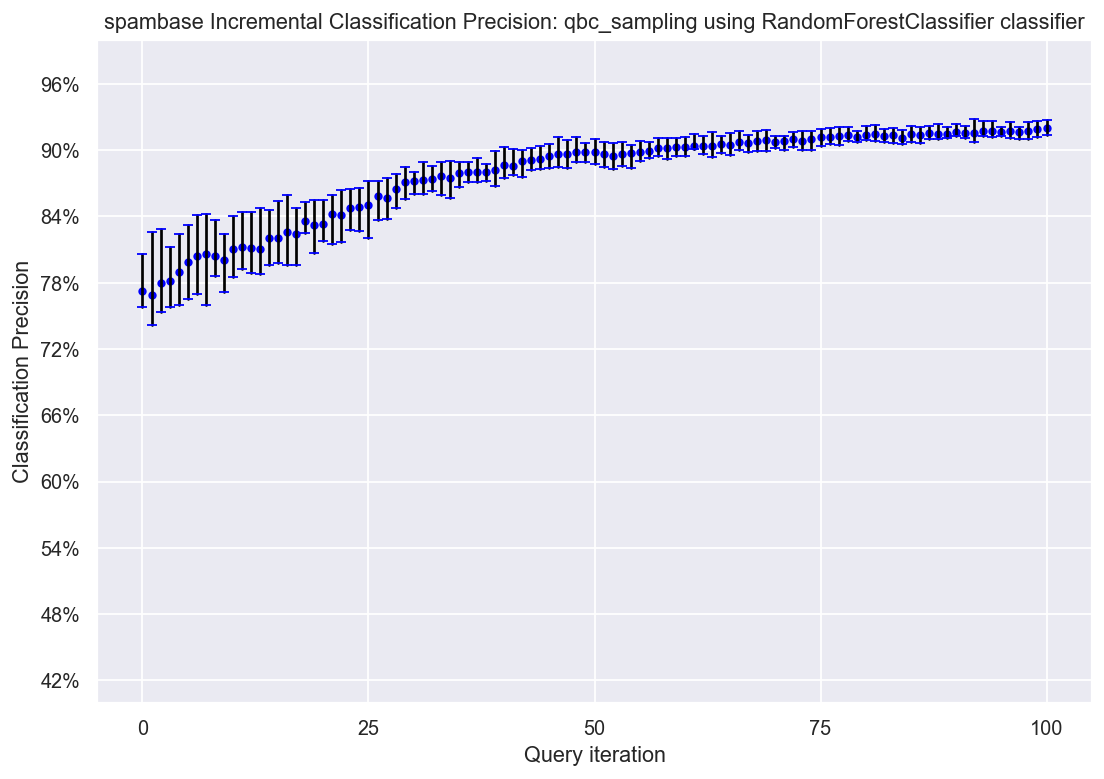 spambase Incremental Classification Precision: qbc_sampling using RandomForestClassifier classifier
96%
90%
84%
78%
72%
66%
60%
54%
48%
42%
Classification Precision
0 25 50 75 100
Query iteration